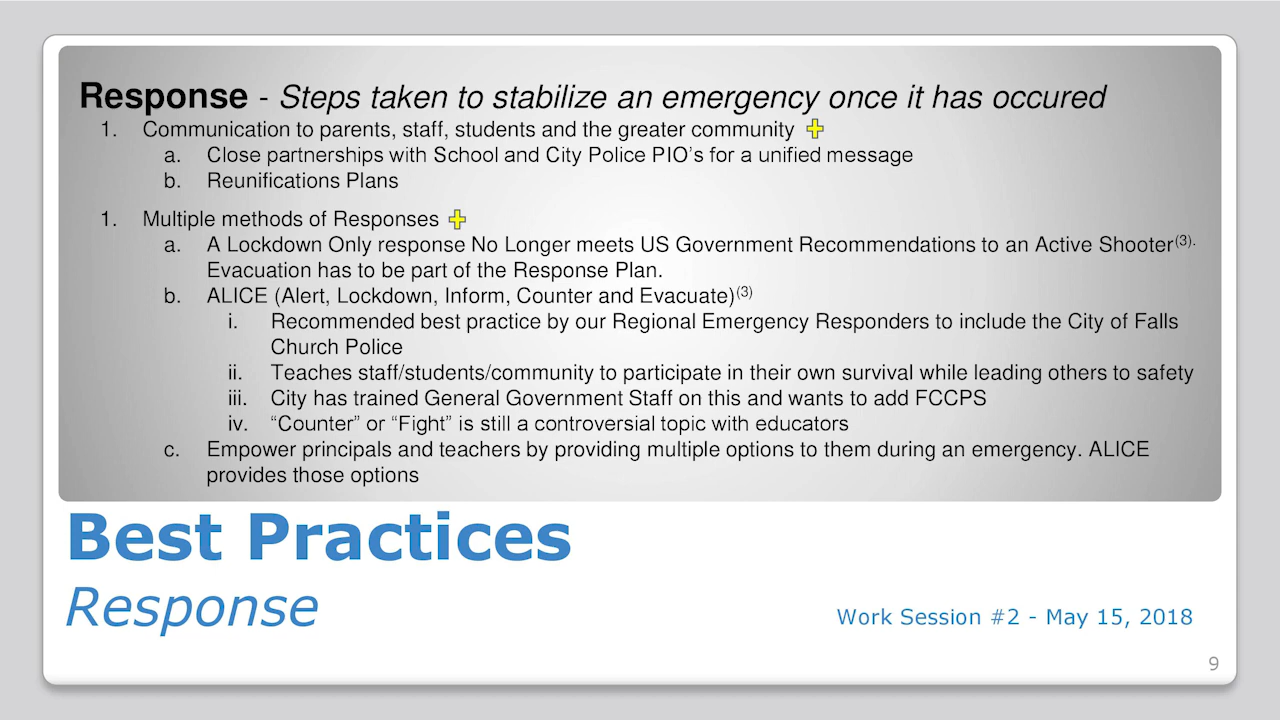 Response - Steps taken to stabilize an emergency once it has occured
1. Communication to parents, staff, students and the greater community
a. Close partnerships with School and City Police PIO’s for a unified message
b. Reunifications Plans
1. Multiple methods of Responses
a. A Lockdown Only response No Longer meets US Government Recommendations to an Active Shooter(3).
Evacuation has to be part of the Response Plan.
b. ALICE (Alert, Lockdown, Inform, Counter and Evacuate)(3)
i. Recommended best practice by our Regional Emergency Responders to include the City of Falls
Church Police
ii. Teaches staff/students/community to participate in their own survival while leading others to safety
iii. City has trained General Government Staff on this and wants to add FCCPS
iv. “Counter” or “Fight” is still a controversial topic with educators
c. Empower principals and teachers by providing multiple options to them during an emergency. ALICE
provides those options
Best Practices
Response
Work Session #2 - May 15, 2018
9